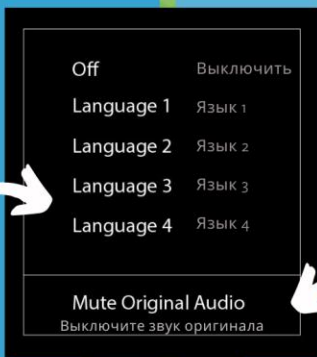 Off Выключить
Language 1 Язык 1
Language 2 Язык 2
Language 3 Язык 3
Language 4 Язык 4
Mute Original Audio
Выключите звук оригинала